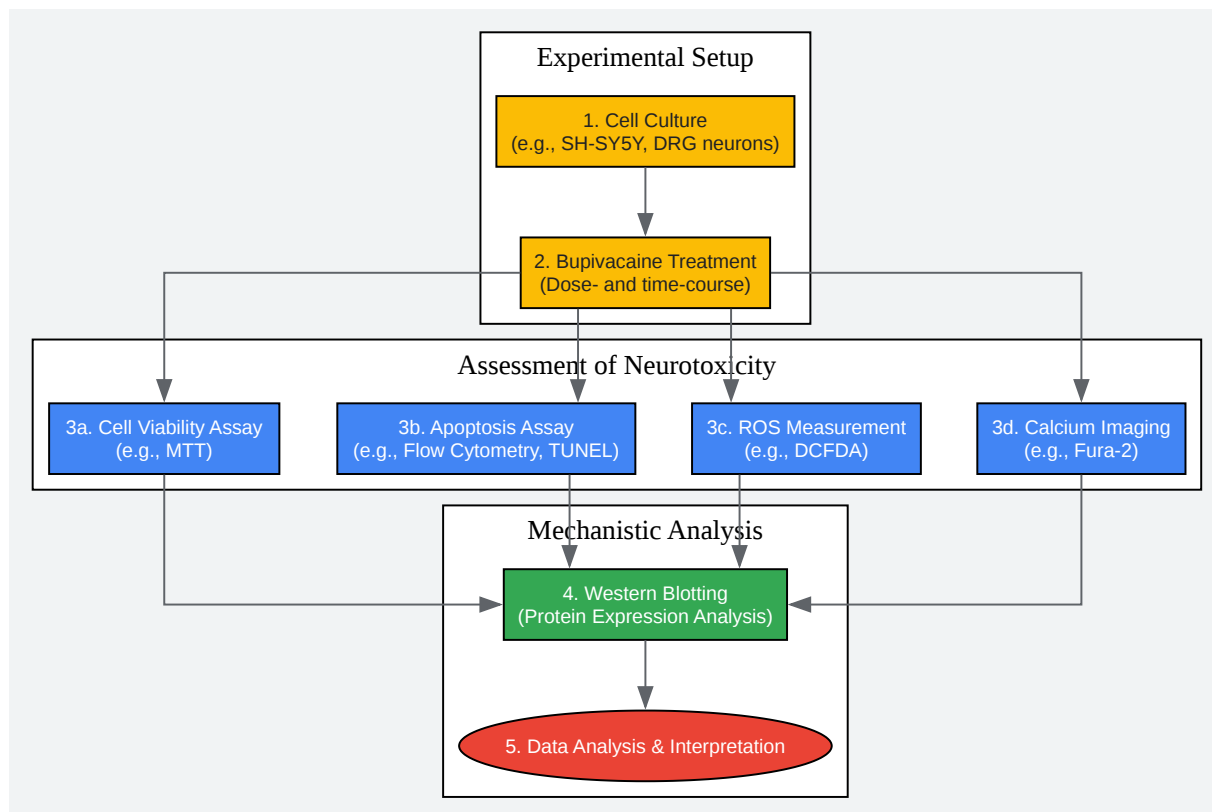 Experimental Setup
1. Cell Culture
(e.g., SH-SY5Y, DRG neurons)
2. Bupivacaine Treatment
(Dose- and time-course)
Assessment of Neurotoxicity
3a. Cell Viability Assay
(e.g., MTT)
3b. Apoptosis Assay
(e.g., Flow Cytometry, TUNEL)
3c. ROS Measurement
(e.g., DCFDA)
3d. Calcium Imaging
(e.g., Fura-2)
Mechanistic Analysis
4. Western Blotting
(Protein Expression Analysis)
5. Data Analysis & Interpretation